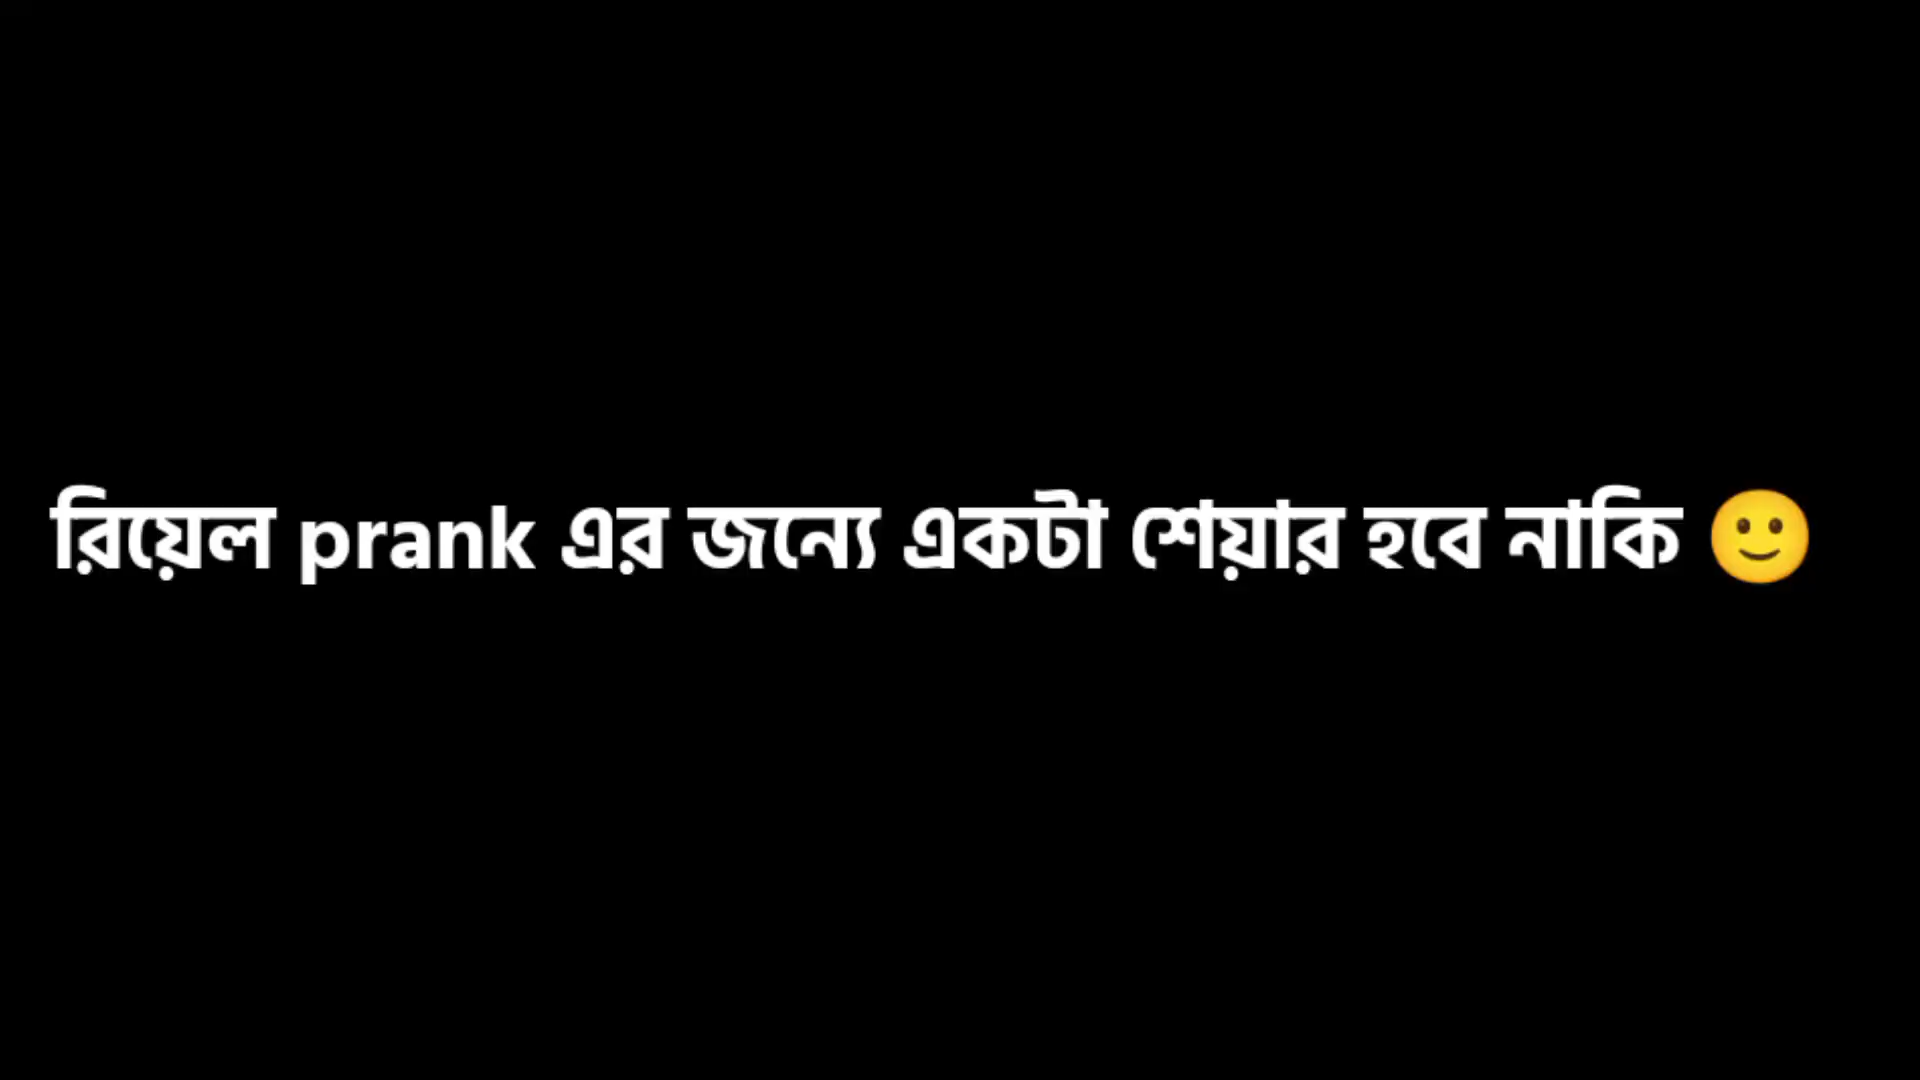 রিয়েল prank এর জন্যে একটা শেয়ার হবে নাকি 🙂